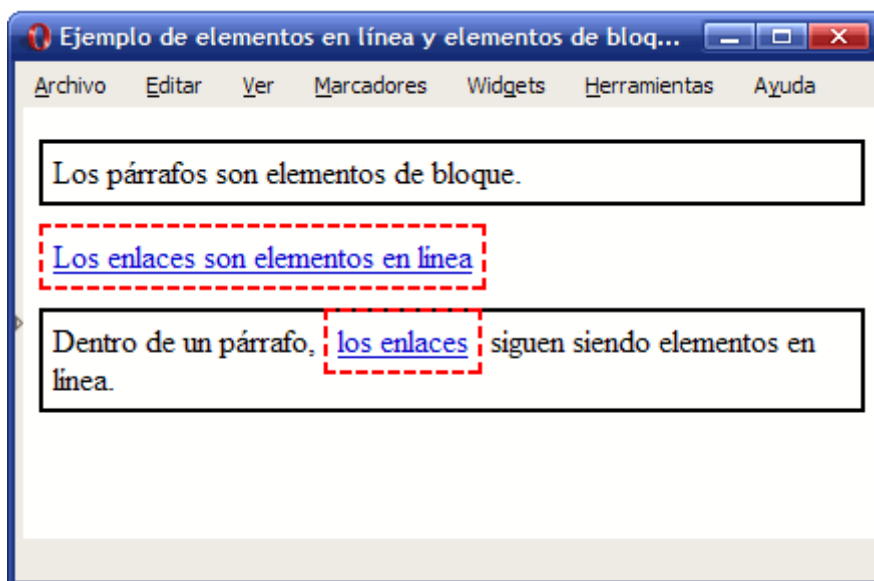 Ejemplo de elementos en línea y elementos de bloq...
Archivo Editar Ver Marcadores Widgets Herramientas Ayuda
Los párrafos son elementos de bloque.
Los enlaces son elementos en línea
Dentro de un párrafo, los enlaces siguen siendo elementos en
línea.